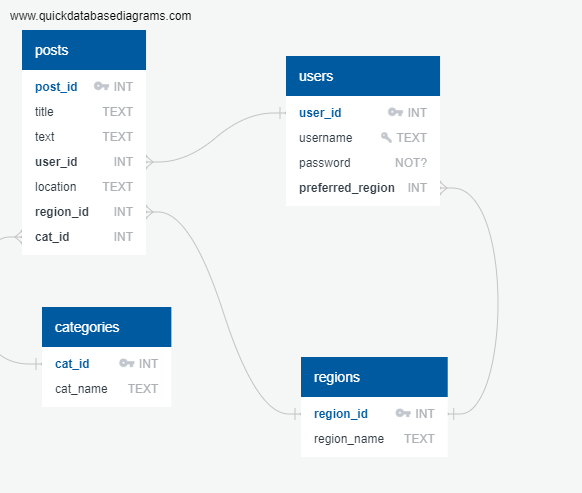 www.quickdatabasediagrams.com
posts
post_id INT
title TEXT
text TEXT
user_id INT
location TEXT
region_id INT
cat_id INT
users
user_id INT
username TEXT
password NOT?
preferred_region INT
categories
cat_id INT
cat_name TEXT
regions
region_id INT
region_name TEXT